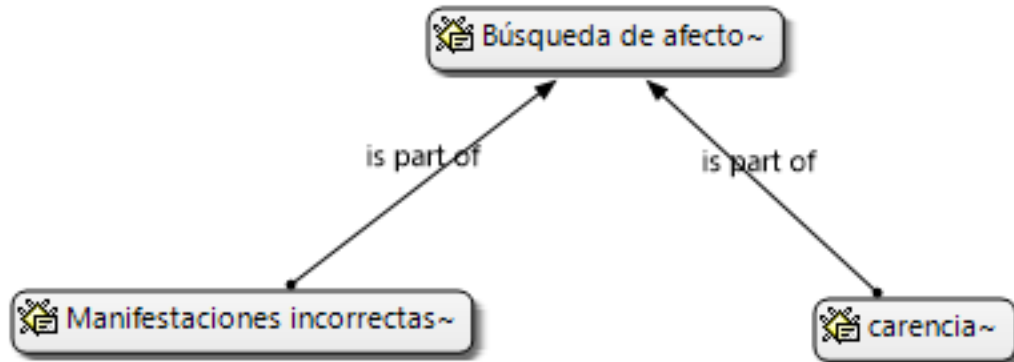 Búsqueda de afecto~
is part of
is part of
Manifestaciones incorrectas~
carencia~